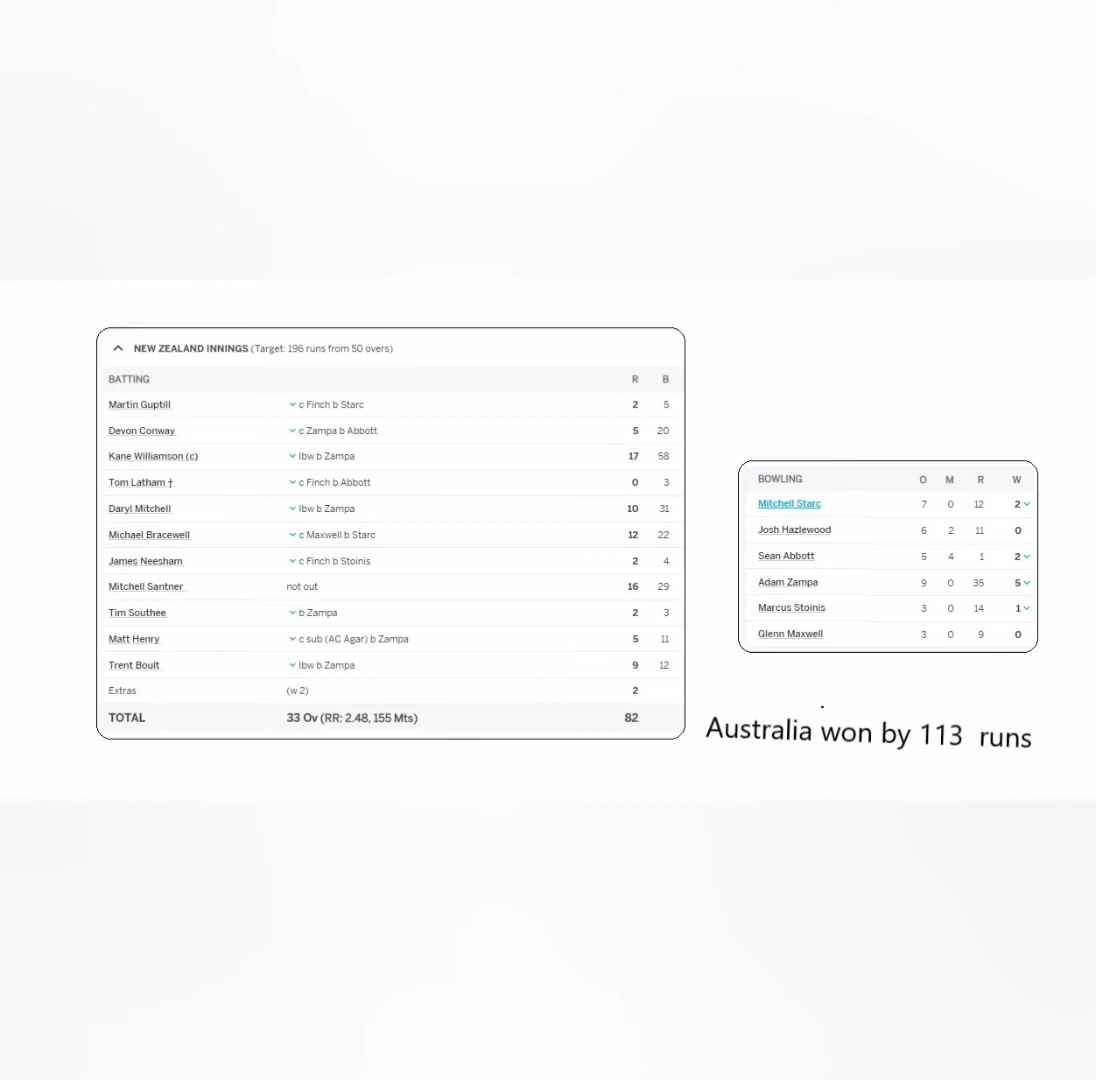 NEW ZEALAND INNINGS (Target: 196 runs from 50 overs)
BATTING R B
Martin Guptill c Finch b Starc 2 5
Devon Conway c Zampa b Abbott 5 20
Kane Williamson (c) lbw b Zampa 17 58
Tom Latham † c Finch b Abbott 0 3
Daryl Mitchell lbw b Zampa 10 31
Michael Bracewell c Maxwell b Starc 12 22
James Neesham c Finch b Stoinis 2 4
Mitchell Santner not out 16 29
Tim Southee b Zampa 2 3
Matt Henry c sub (AC Agar) b Zampa 5 11
Trent Boult lbw b Zampa 9 12
Extras (w 2) 2
TOTAL 33 Ov (RR: 2.48, 155 Mts) 82
BOWLING O M R W
Mitchell Starc 7 0 12 2
Josh Hazlewood 6 2 11 0
Sean Abbott 5 4 1 2
Adam Zampa 9 0 35 5
Marcus Stoinis 3 0 14 1
Glenn Maxwell 3 0 9 0
Australia won by 113 runs